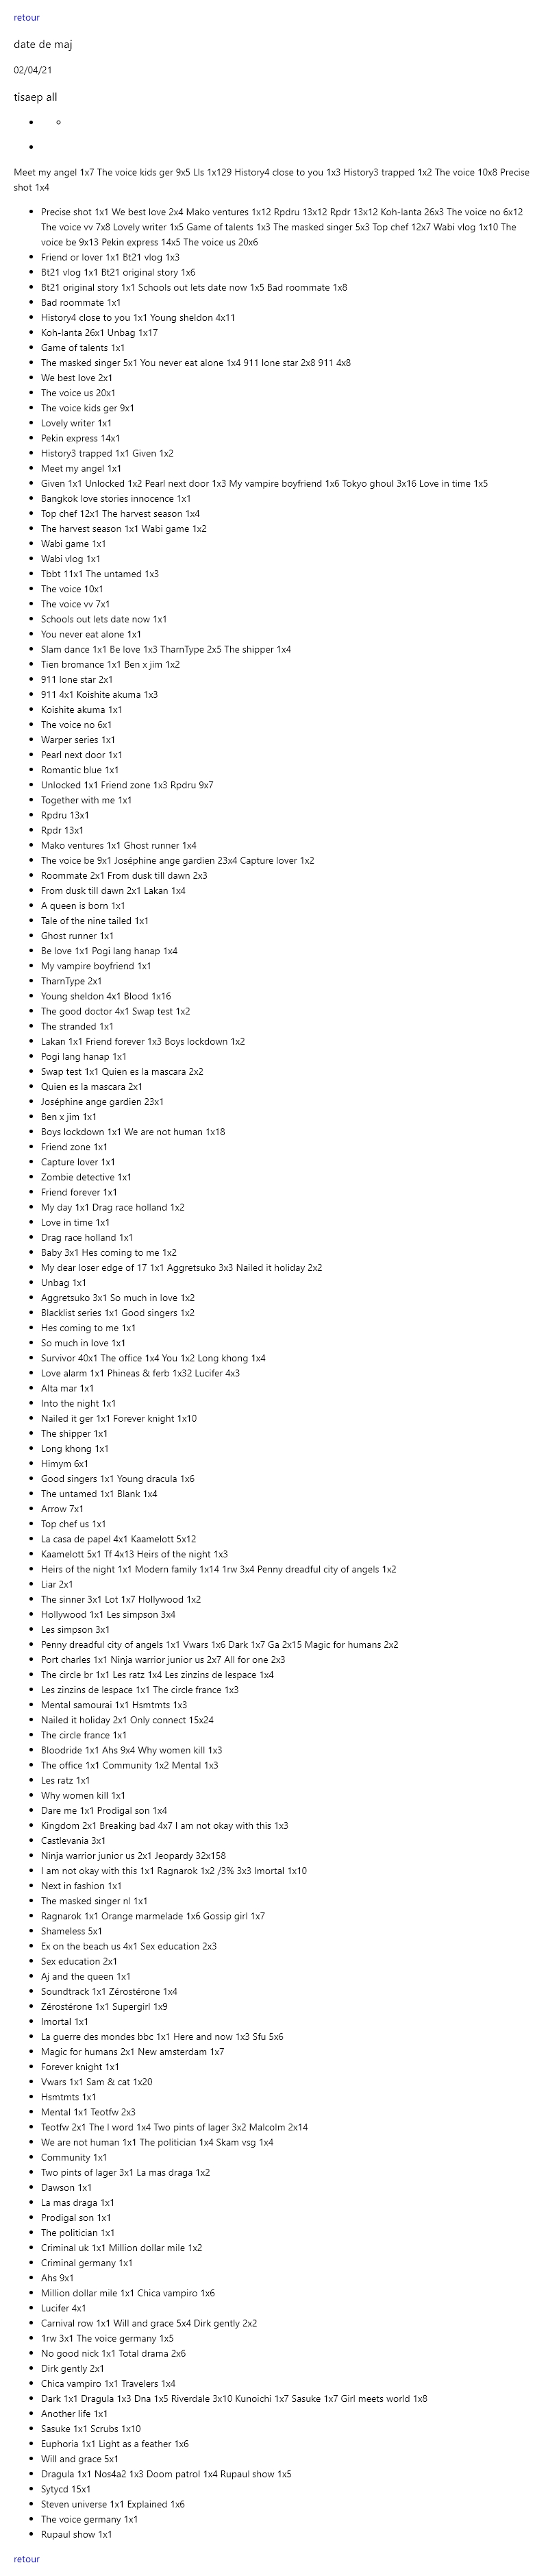 retour
date de maj
02/04/21
tisaep all
Meet my angel 1x7 The voice kids ger 9x5 Lls 1x129 History4 close to you 1x3 History3 trapped 1x2 The voice 10x8 Precise
shot 1x4
Precise shot 1x1 We best love 2x4 Mako ventures 1x12 Rpdru 13x12 Rpdr 13x12 Koh-lanta 26x3 The voice no 6x12
The voice vv 7x8 Lovely writer 1x5 Game of talents 1x3 The masked singer 5x3 Top chef 12x7 Wabi vlog 1x10 The
voice be 9x13 Pekin express 14x5 The voice us 20x6
Friend or lover 1x1 Bt21 vlog 1x3
Bt21 vlog 1x1 Bt21 original story 1x6
Bt21 original story 1x1 Schools out lets date now 1x5 Bad roommate 1x8
Bad roommate 1x1
History4 close to you 1x1 Young sheldon 4x11
Koh-lanta 26x1 Unbag 1x17
Game of talents 1x1
The masked singer 5x1 You never eat alone 1x4 911 lone star 2x8 911 4x8
We best love 2x1
The voice us 20x1
The voice kids ger 9x1
Lovely writer 1x1
Pekin express 14x1
History3 trapped 1x1 Given 1x2
Meet my angel 1x1
Given 1x1 Unlocked 1x2 Pearl next door 1x3 My vampire boyfriend 1x6 Tokyo ghoul 3x16 Love in time 1x5
Bangkok love stories innocence 1x1
Top chef 12x1 The harvest season 1x4
The harvest season 1x1 Wabi game 1x2
Wabi game 1x1
Wabi vlog 1x1
Tbbt 11x1 The untamed 1x3
The voice 10x1
The voice vv 7x1
Schools out lets date now 1x1
You never eat alone 1x1
Slam dance 1x1 Be love 1x3 TharnType 2x5 The shipper 1x4
Tien bromance 1x1 Ben x jim 1x2
911 lone star 2x1
911 4x1 Koishite akuma 1x3
Koishite akuma 1x1
The voice no 6x1
Warper series 1x1
Pearl next door 1x1
Romantic blue 1x1
Unlocked 1x1 Friend zone 1x3 Rpdru 9x7
Together with me 1x1
Rpdru 13x1
Rpdr 13x1
Mako ventures 1x1 Ghost runner 1x4
The voice be 9x1 Joséphine ange gardien 23x4 Capture lover 1x2
Roommate 2x1 From dusk till dawn 2x3
From dusk till dawn 2x1 Lakan 1x4
A queen is born 1x1
Tale of the nine tailed 1x1
Ghost runner 1x1
Be love 1x1 Pogi lang hanap 1x4
My vampire boyfriend 1x1
TharnType 2x1
Young sheldon 4x1 Blood 1x16
The good doctor 4x1 Swap test 1x2
The stranded 1x1
Lakan 1x1 Friend forever 1x3 Boys lockdown 1x2
Pogi lang hanap 1x1
Swap test 1x1 Quien es la mascara 2x2
Quien es la mascara 2x1
Joséphine ange gardien 23x1
Ben x jim 1x1
Boys lockdown 1x1 We are not human 1x18
Friend zone 1x1
Capture lover 1x1
Zombie detective 1x1
Friend forever 1x1
My day 1x1 Drag race holland 1x2
Love in time 1x1
Drag race holland 1x1
Baby 3x1 Hes coming to me 1x2
My dear loser edge of 17 1x1 Aggretsuko 3x3 Nailed it holiday 2x2
Unbag 1x1
Aggretsuko 3x1 So much in love 1x2
Blacklist series 1x1 Good singers 1x2
Hes coming to me 1x1
So much in love 1x1
Survivor 40x1 The office 1x4 You 1x2 Long khong 1x4
Love alarm 1x1 Phineas & ferb 1x32 Lucifer 4x3
Alta mar 1x1
Into the night 1x1
Nailed it ger 1x1 Forever knight 1x10
The shipper 1x1
Long khong 1x1
Himym 6x1
Good singers 1x1 Young dracula 1x6
The untamed 1x1 Blank 1x4
Arrow 7x1
Top chef us 1x1
La casa de papel 4x1 Kaamelott 5x12
Kaamelott 5x1 Tf 4x13 Heirs of the night 1x3
Heirs of the night 1x1 Modern family 1x14 1rw 3x4 Penny dreadful city of angels 1x2
Liar 2x1
The sinner 3x1 Lot 1x7 Hollywood 1x2
Hollywood 1x1 Les simpson 3x4
Les simpson 3x1
Penny dreadful city of angels 1x1 Vwars 1x6 Dark 1x7 Ga 2x15 Magic for humans 2x2
Port charles 1x1 Ninja warrior junior us 2x7 All for one 2x3
The circle br 1x1 Les ratz 1x4 Les zinzins de lespace 1x4
Les zinzins de lespace 1x1 The circle france 1x3
Mental samourai 1x1 Hsmtmts 1x3
Nailed it holiday 2x1 Only connect 15x24
The circle france 1x1
Bloodride 1x1 Ahs 9x4 Why women kill 1x3
The office 1x1 Community 1x2 Mental 1x3
Les ratz 1x1
Why women kill 1x1
Dare me 1x1 Prodigal son 1x4
Kingdom 2x1 Breaking bad 4x7 I am not okay with this 1x3
Castlevania 3x1
Ninja warrior junior us 2x1 Jeopardy 32x158
I am not okay with this 1x1 Ragnarok 1x2 /3% 3x3 Imortal 1x10
Next in fashion 1x1
The masked singer nl 1x1
Ragnarok 1x1 Orange marmelade 1x6 Gossip girl 1x7
Shameless 5x1
Ex on the beach us 4x1 Sex education 2x3
Sex education 2x1
Aj and the queen 1x1
Soundtrack 1x1 Zérostérone 1x4
Zérostérone 1x1 Supergirl 1x9
Imortal 1x1
La guerre des mondes bbc 1x1 Here and now 1x3 Sfu 5x6
Magic for humans 2x1 New amsterdam 1x7
Forever knight 1x1
Vwars 1x1 Sam & cat 1x20
Hsmtmts 1x1
Mental 1x1 Teotfw 2x3
Teotfw 2x1 The l word 1x4 Two pints of lager 3x2 Malcolm 2x14
We are not human 1x1 The politician 1x4 Skam vsg 1x4
Community 1x1
Two pints of lager 3x1 La mas draga 1x2
Dawson 1x1
La mas draga 1x1
Prodigal son 1x1
The politician 1x1
Criminal uk 1x1 Million dollar mile 1x2
Criminal germany 1x1
Ahs 9x1
Million dollar mile 1x1 Chica vampiro 1x6
Lucifer 4x1
Carnival row 1x1 Will and grace 5x4 Dirk gently 2x2
1rw 3x1 The voice germany 1x5
No good nick 1x1 Total drama 2x6
Dirk gently 2x1
Chica vampiro 1x1 Travelers 1x4
Dark 1x1 Dragula 1x3 Dna 1x5 Riverdale 3x10 Kunoichi 1x7 Sasuke 1x7 Girl meets world 1x8
Another life 1x1
Sasuke 1x1 Scrubs 1x10
Euphoria 1x1 Light as a feather 1x6
Will and grace 5x1
Dragula 1x1 Nos4a2 1x3 Doom patrol 1x4 Rupaul show 1x5
Sytycd 15x1
Steven universe 1x1 Explained 1x6
The voice germany 1x1
Rupaul show 1x1
retour